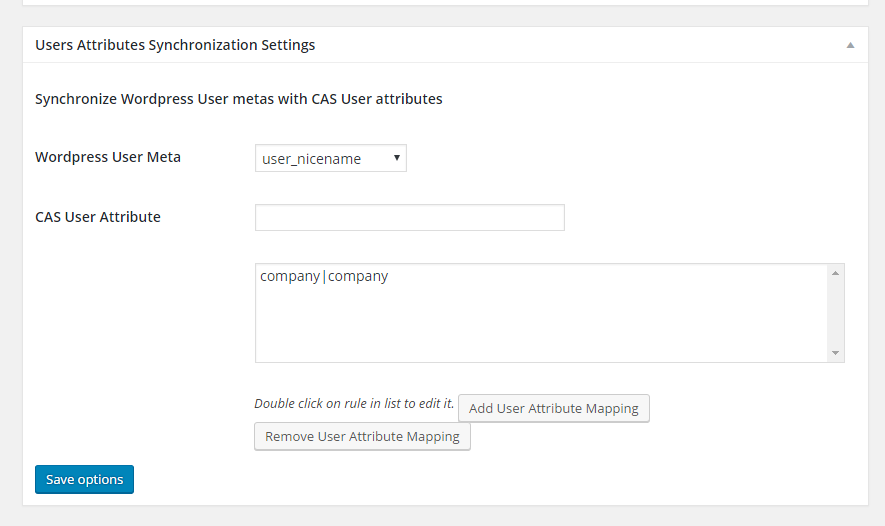 Users Attributes Synchronization Settings
Synchronize Wordpress User metas with CAS User attributes
Wordpress User Meta
user_nicename
CAS User Attribute
company|company
Double click on rule in list to edit it. Add User Attribute Mapping
Remove User Attribute Mapping
Save options